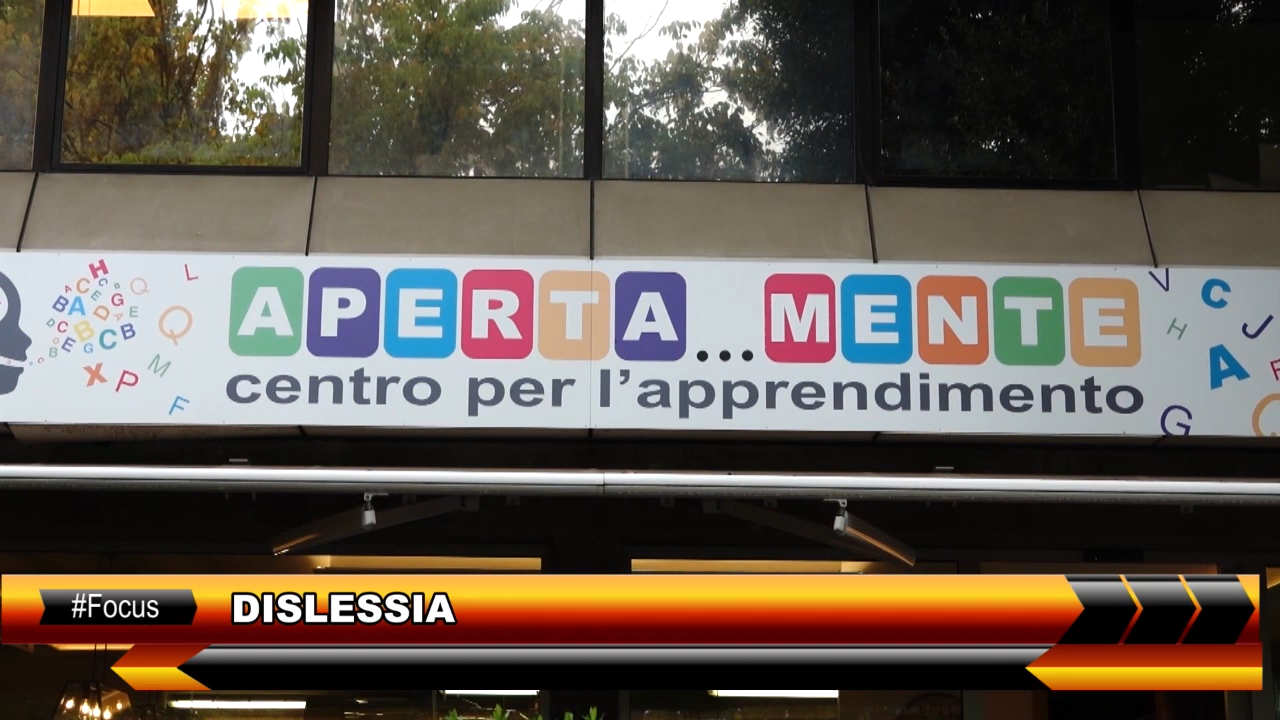 APERTA...MENTE
centro per l'apprendimento
#Focus
DISLESSIA